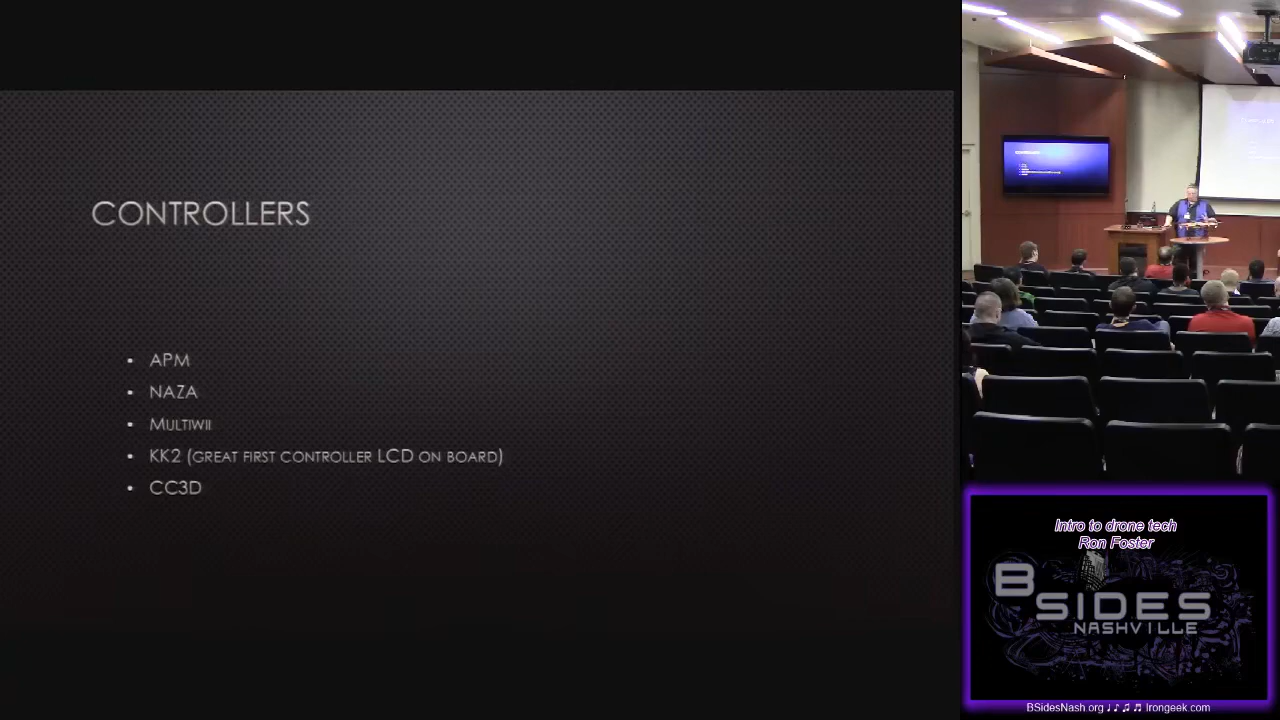 CONTROLLERS
• APM
• NAZA
• MULTIWII
• KK2 (GREAT FIRST CONTROLLER LCD ON BOARD)
• CC3D
Intro to drone tech
Ron Foster
BSIDES
NASHVILLE
BSidesNash.org ♩♪♫♬ Irongeek.com